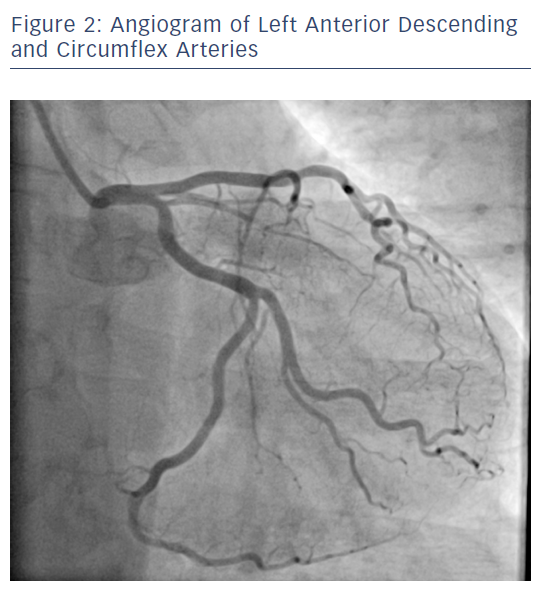 Figure 2: Angiogram of Left Anterior Descending
and Circumflex Arteries